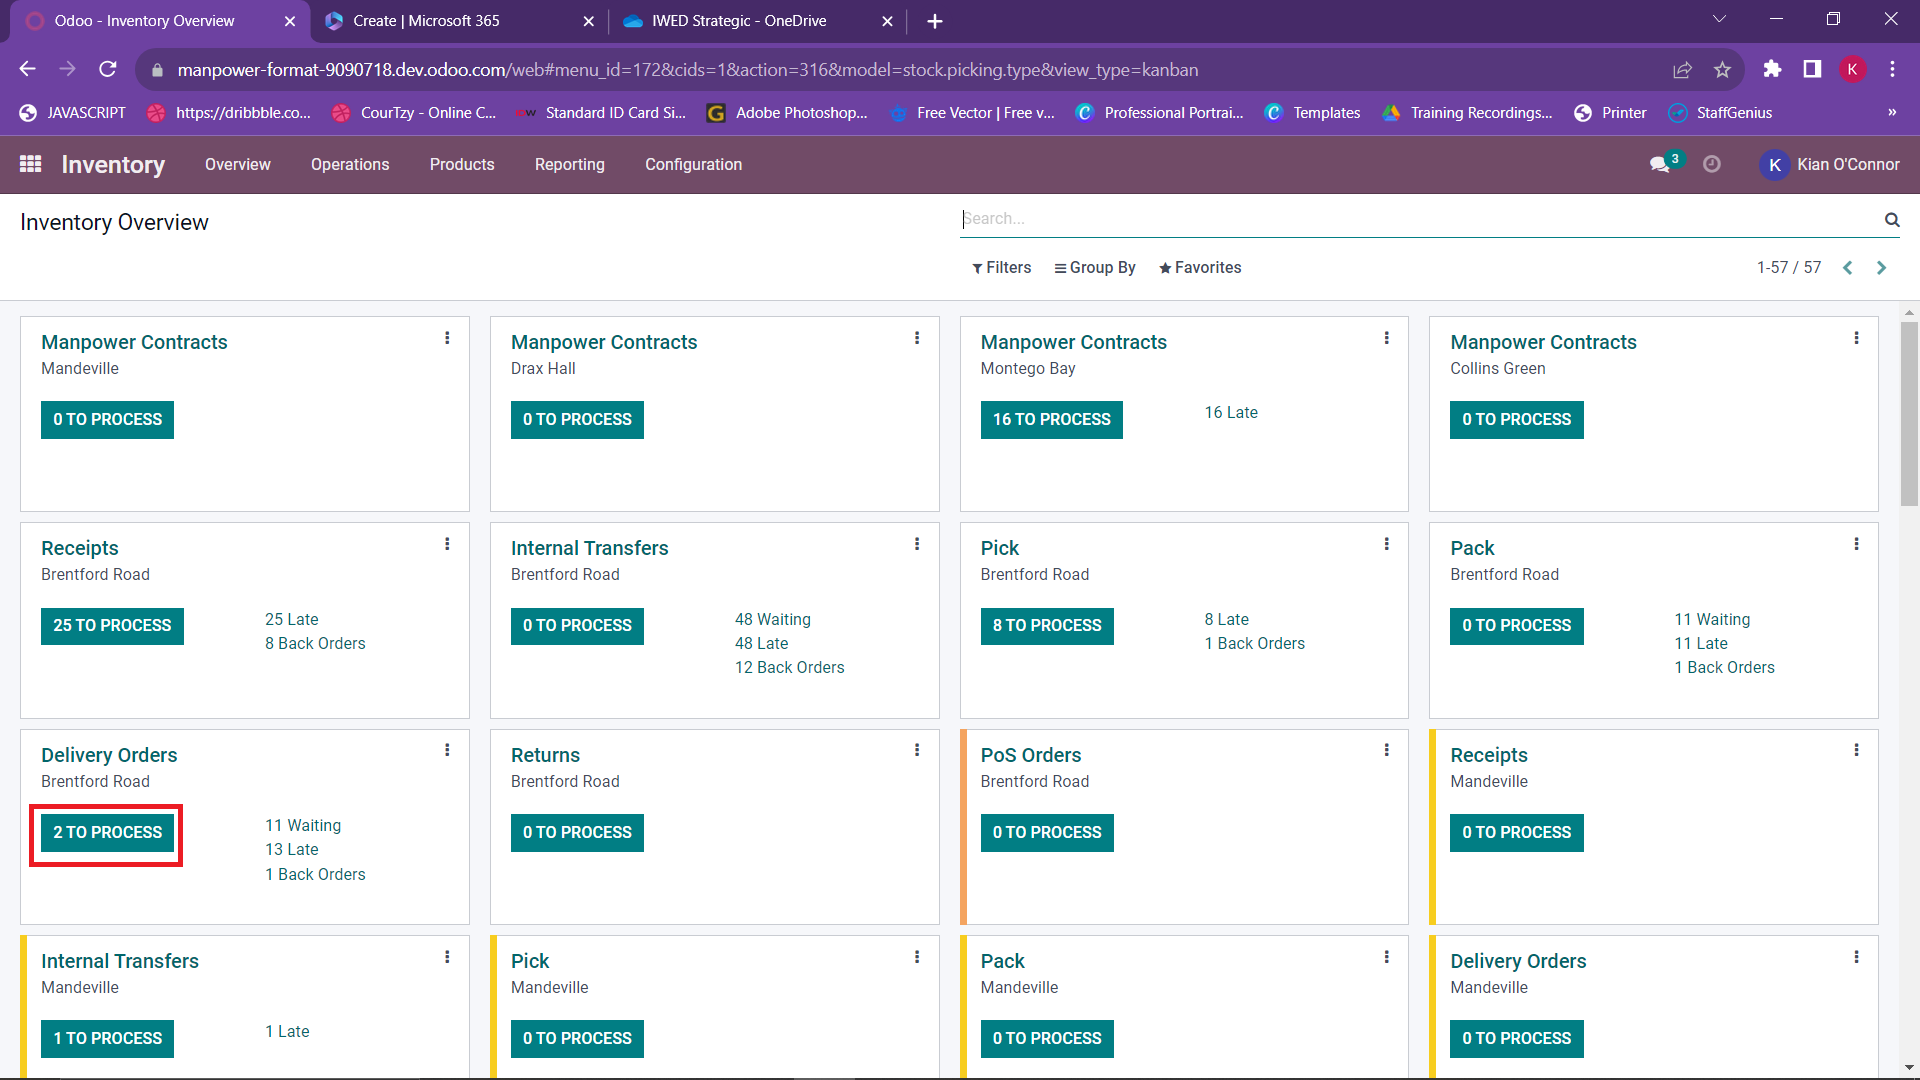 Odoo - Inventory Overview
Create | Microsoft 365
IWED Strategic - OneDrive
manpower-format-9090718.dev.odoo.com/web#menu_id=172&cids=1&action=316&model=stock.picking.type&view_type=kanban
K
JAVASCRIPT
https://dribbble.co...
CourTzy - Online C...
Standard ID Card Si...
Adobe Photoshop...
Free Vector | Free v...
Professional Portrai...
Templates
Training Recordings...
Printer
StaffGenius
»
Inventory
Overview
Operations
Products
Reporting
Configuration
3
K
Kian O'Connor
Inventory Overview
Search...
Filters
Group By
Favorites
1-57 / 57
Manpower Contracts
Mandeville
0 TO PROCESS
Manpower Contracts
Drax Hall
0 TO PROCESS
Manpower Contracts
Montego Bay
16 TO PROCESS
16 Late
Manpower Contracts
Collins Green
0 TO PROCESS
Receipts
Brentford Road
25 TO PROCESS
25 Late
8 Back Orders
Internal Transfers
Brentford Road
0 TO PROCESS
48 Waiting
48 Late
12 Back Orders
Pick
Brentford Road
8 TO PROCESS
8 Late
1 Back Orders
Pack
Brentford Road
0 TO PROCESS
11 Waiting
11 Late
1 Back Orders
Delivery Orders
Brentford Road
2 TO PROCESS
11 Waiting
13 Late
1 Back Orders
Returns
Brentford Road
0 TO PROCESS
PoS Orders
Brentford Road
0 TO PROCESS
Receipts
Mandeville
0 TO PROCESS
Internal Transfers
Mandeville
1 TO PROCESS
1 Late
Pick
Mandeville
0 TO PROCESS
Pack
Mandeville
0 TO PROCESS
Delivery Orders
Mandeville
0 TO PROCESS